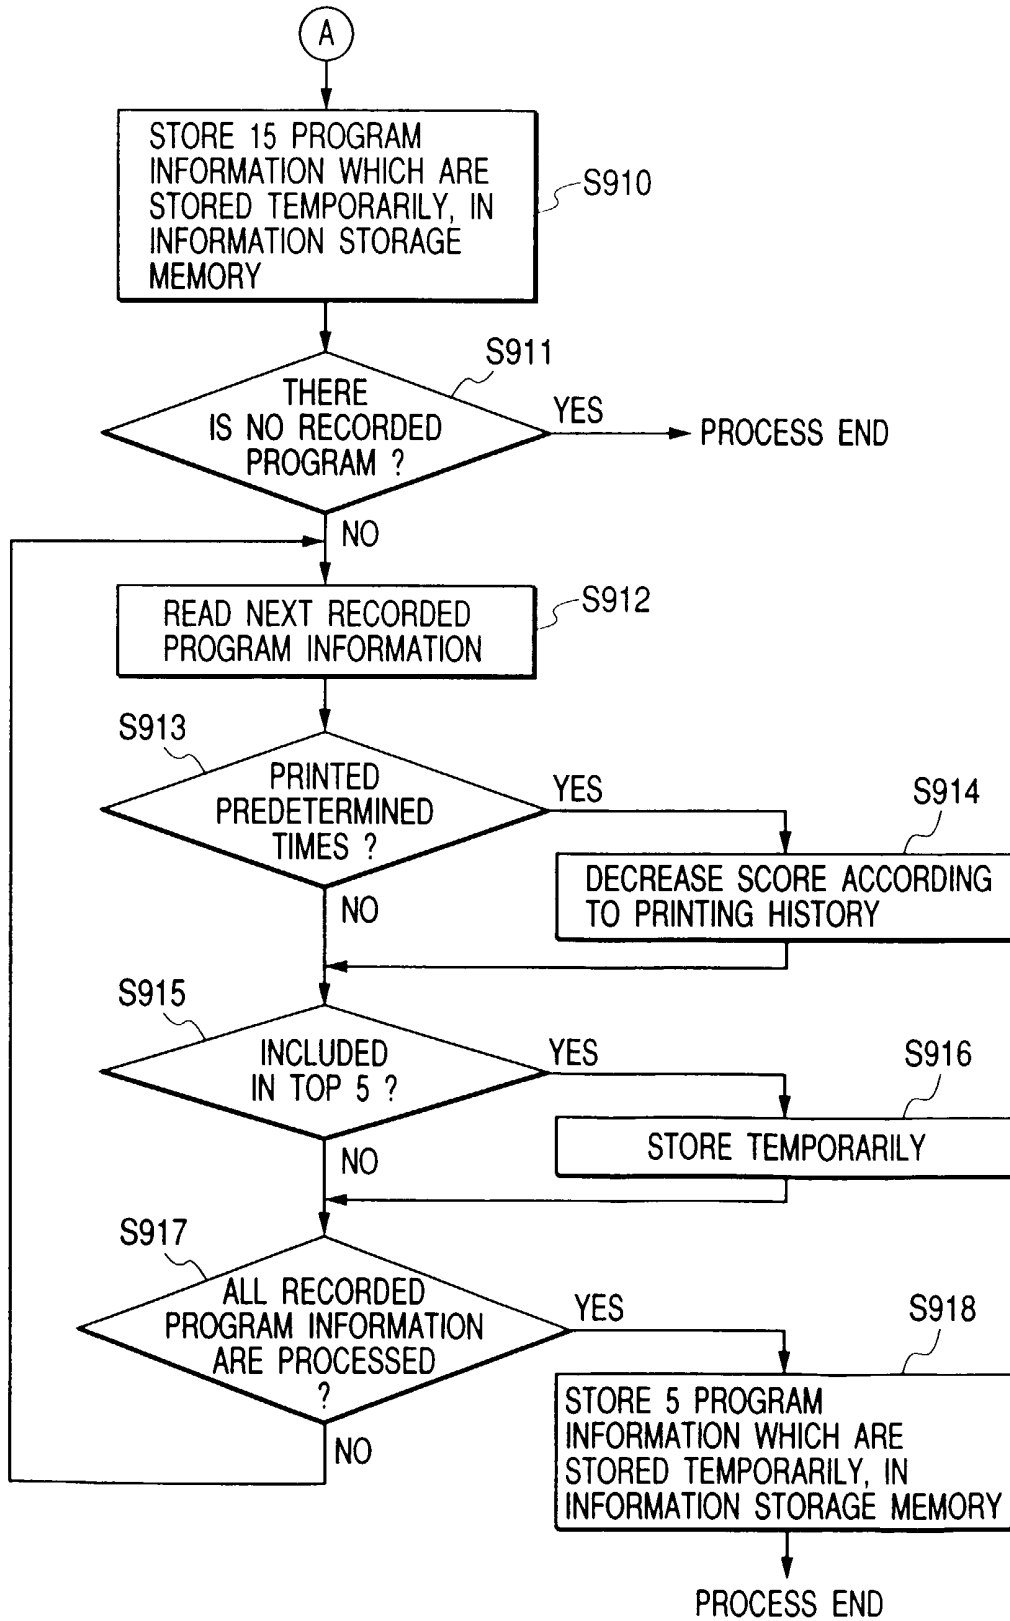 A
STORE 15 PROGRAM
INFORMATION WHICH ARE
STORED TEMPORARILY, IN
INFORMATION STORAGE
MEMORY
S910
S911
THERE
IS NO RECORDED
PROGRAM ?
YES
PROCESS END
NO
READ NEXT RECORDED
PROGRAM INFORMATION
S912
S913
PRINTED
PREDETERMINED
TIMES ?
YES
S914
DECREASE SCORE ACCORDING
TO PRINTING HISTORY
NO
S915
INCLUDED
IN TOP 5 ?
YES
S916
STORE TEMPORARILY
NO
S917
ALL RECORDED
PROGRAM INFORMATION
ARE PROCESSED
?
YES
S918
STORE 5 PROGRAM
INFORMATION WHICH ARE
STORED TEMPORARILY, IN
INFORMATION STORAGE MEMORY
NO
PROCESS END